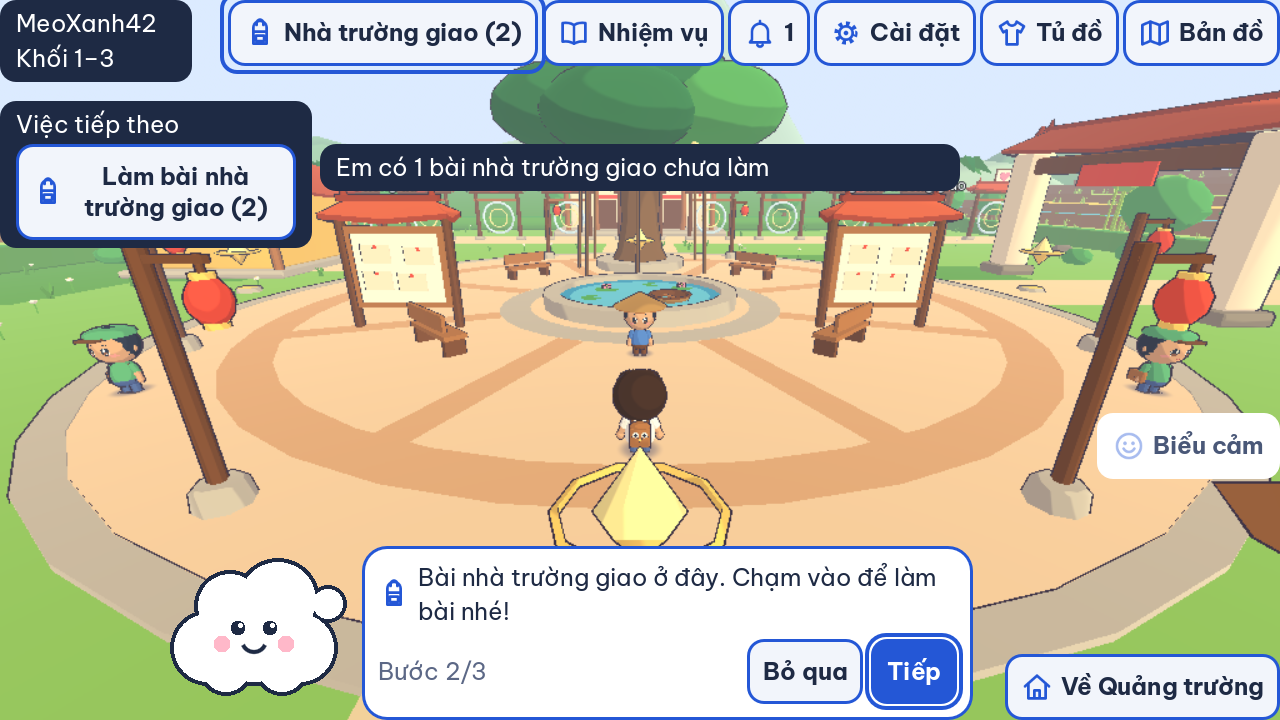 MeoXanh42
Khối 1–3
Nhà trường giao (2)
Nhiệm vụ
1
Cài đặt
Tủ đồ
Bản đồ
Việc tiếp theo
Làm bài nhà
trường giao (2)
Em có 1 bài nhà trường giao chưa làm
Biểu cảm
Bài nhà trường giao ở đây. Chạm vào để làm
bài nhé!
Bước 2/3
Bỏ qua
Tiếp
Về Quảng trường